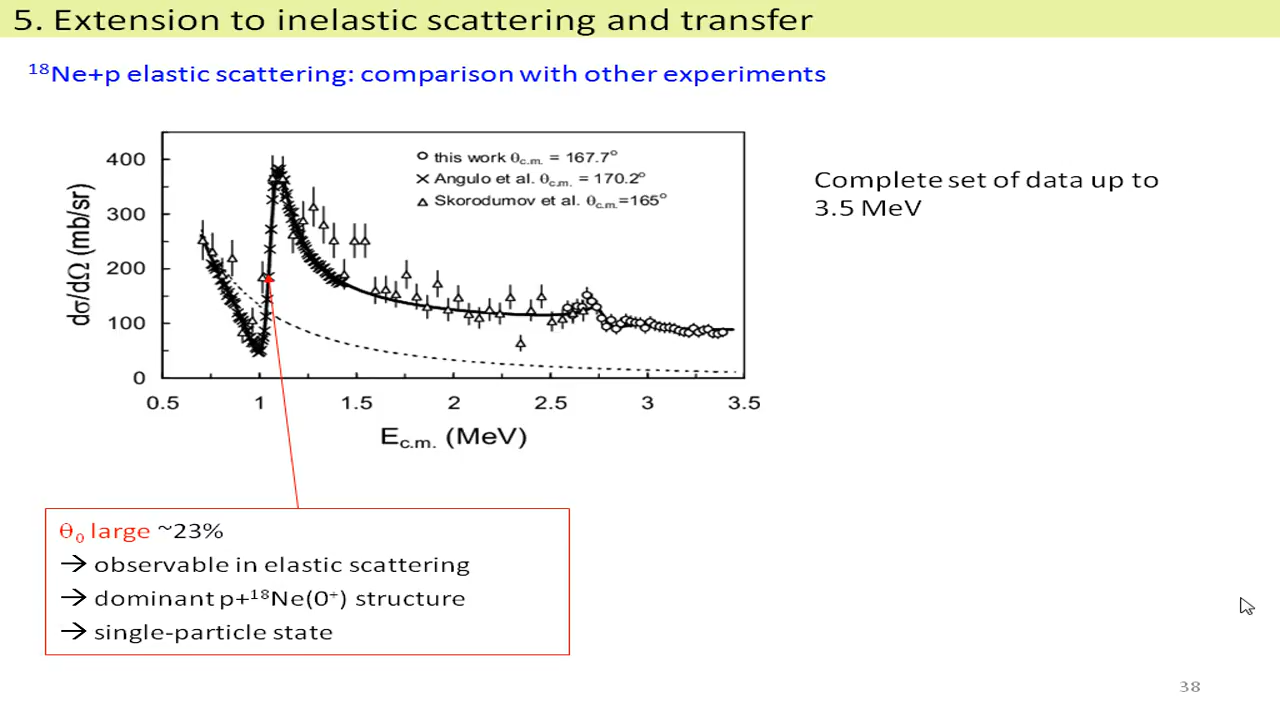 5. Extension to inelastic scattering and transfer
¹⁸Ne+p elastic scattering: comparison with other experiments
400
300
200
100
0
dσ/dΩ (mb/sr)
this work θc.m. = 167.7°
Angulo et al. θc.m. = 170.2°
Skorodumov et al. θc.m.=165°
0.5 1 1.5 2 2.5 3 3.5
Ec.m. (MeV)
Complete set of data up to
3.5 MeV
θ₀ large ~23%
→ observable in elastic scattering
→ dominant p+¹⁸Ne(0⁺) structure
→ single-particle state
38